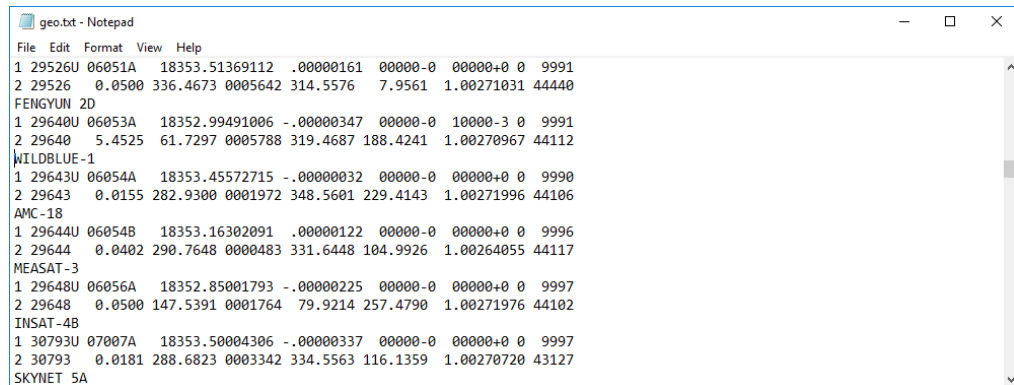 geo.txt - Notepad
File Edit Format View Help
1 29526U 06051A   18353.51369112  .00000161  00000-0  00000+0 0  9991
2 29526   0.0500 336.4673 0005642 314.5576   7.9561  1.00271031 44440
FENGYUN 2D
1 29640U 06053A   18352.99491006 -.00000347  00000-0  10000-3 0  9991
2 29640   5.4525  61.7297 0005788 319.4687 188.4241  1.00270967 44112
WILDBLUE-1
1 29643U 06054A   18353.45572715 -.00000032  00000-0  00000+0 0  9990
2 29643   0.0155 282.9300 0001972 348.5601 229.4143  1.00271996 44106
AMC-18
1 29644U 06054B   18353.16302091  .00000122  00000-0  00000+0 0  9996
2 29644   0.0402 290.7648 0000483 331.6448 104.9926  1.00264055 44117
MEASAT-3
1 29648U 06056A   18352.85001793 -.00000225  00000-0  00000+0 0  9997
2 29648   0.0500 147.5391 0001764  79.9214 257.4790  1.00271976 44102
INSAT-4B
1 30793U 07007A   18353.50004306 -.00000337  00000-0  00000+0 0  9997
2 30793   0.0181 288.6823 0003342 334.5563 116.1359  1.00270720 43127
SKYNET 5A